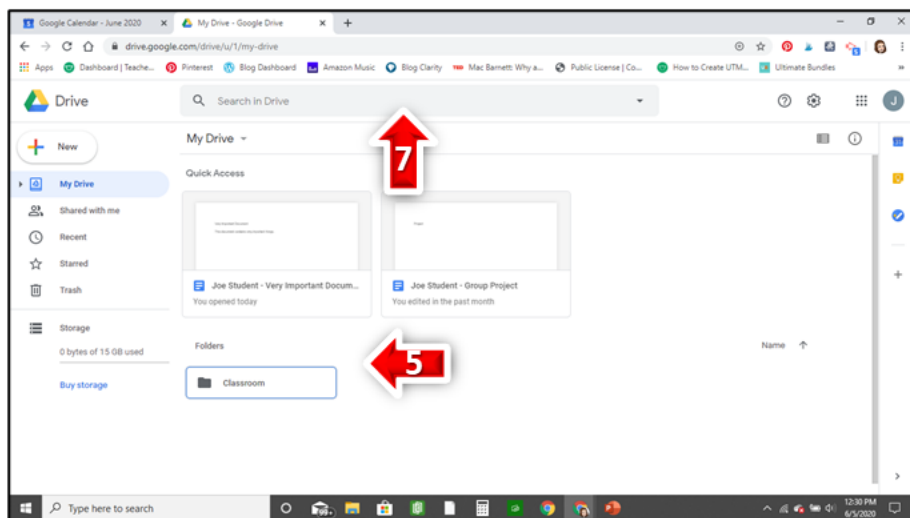 Google Calendar - June 2020
My Drive - Google Drive
drive.google.com/drive/u/1/my-drive
Apps Dashboard | Teache... Pinterest Blog Dashboard Amazon Music Blog Clarity Mac Barnett: Why a... Public License | Co... How to Create UTM... Ultimate Bundles
Drive
Search in Drive
J
New
My Drive
7
Quick Access
My Drive
Shared with me
Recent
Starred
Trash
Project
Joe Student - Very Important Docum...
You opened today
Joe Student - Group Project
You edited in the past month
Storage
0 bytes of 15 GB used
Buy storage
Folders
Name
5
Classroom
Type here to search
99+
12:30 PM
6/5/2020